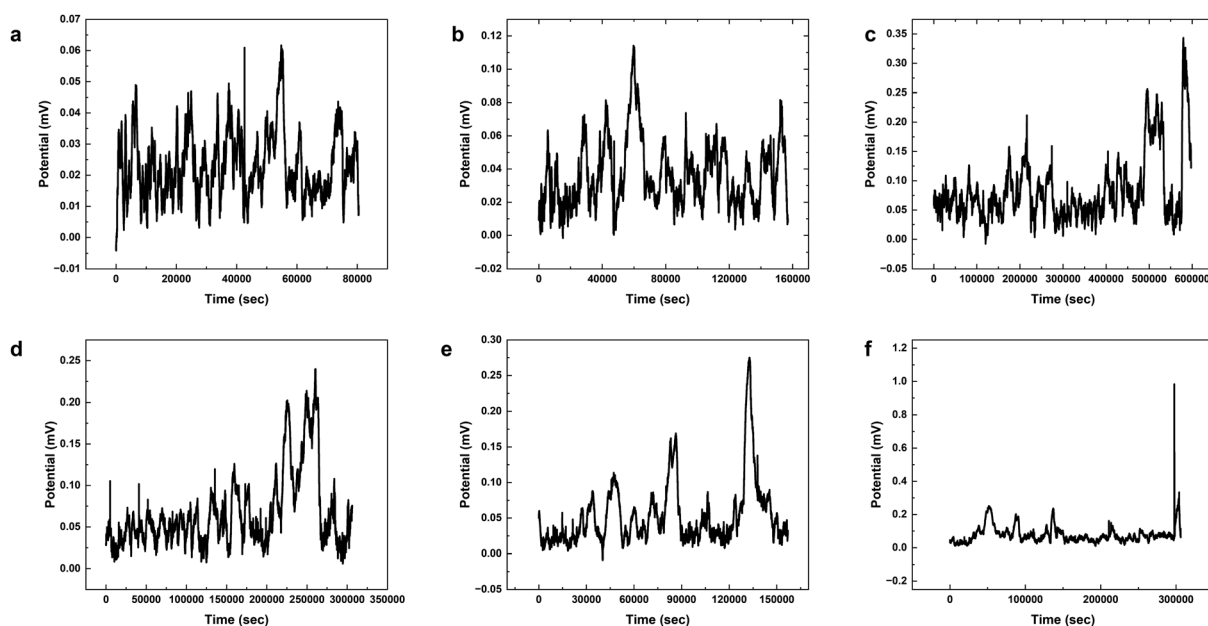 a
Potential (mV)
0.07
0.06
0.05
0.04
0.03
0.02
0.01
0.00
−0.01
0 20000 40000 60000 80000
Time (sec)
b
Potential (mV)
0.12
0.10
0.08
0.06
0.04
0.02
0.00
−0.02
0 40000 80000 120000 160000
Time (sec)
c
Potential (mV)
0.35
0.30
0.25
0.20
0.15
0.10
0.05
0.00
−0.05
0 100000 200000 300000 400000 500000 600000
Time (sec)
d
Potential (mV)
0.25
0.20
0.15
0.10
0.05
0.00
0 50000 100000 150000 200000 250000 300000 350000
Time (sec)
e
Potential (mV)
0.30
0.25
0.20
0.15
0.10
0.05
0.00
−0.05
0 30000 60000 90000 120000 150000
Time (sec)
f
Potential (mV)
1.2
1.0
0.8
0.6
0.4
0.2
0.0
−0.2
0 100000 200000 300000
Time (sec)